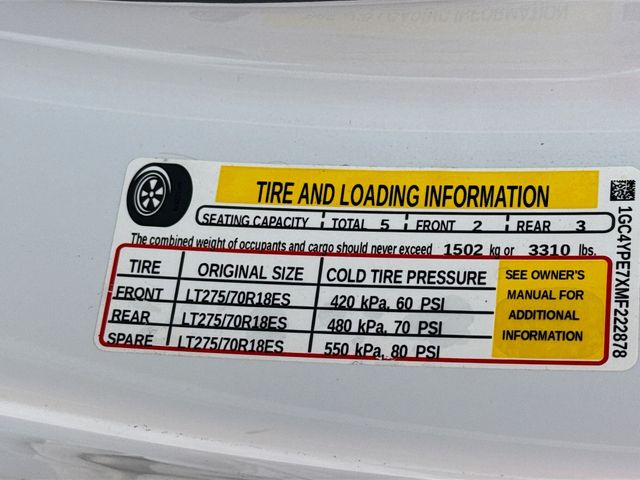 TIRE AND LOADING INFORMATION
SEATING CAPACITY TOTAL 5 FRONT 2 REAR 3
The combined weight of occupants and cargo should never exceed 1502 kg or 3310 lbs.
TIRE ORIGINAL SIZE COLD TIRE PRESSURE
FRONT LT275/70R18ES 420 kPa, 60 PSI
REAR LT275/70R18ES 480 kPa, 70 PSI
SPARE LT275/70R18ES 550 kPa, 80 PSI
SEE OWNER'S
MANUAL FOR
ADDITIONAL
INFORMATION
1GC4YPE7XMF222878